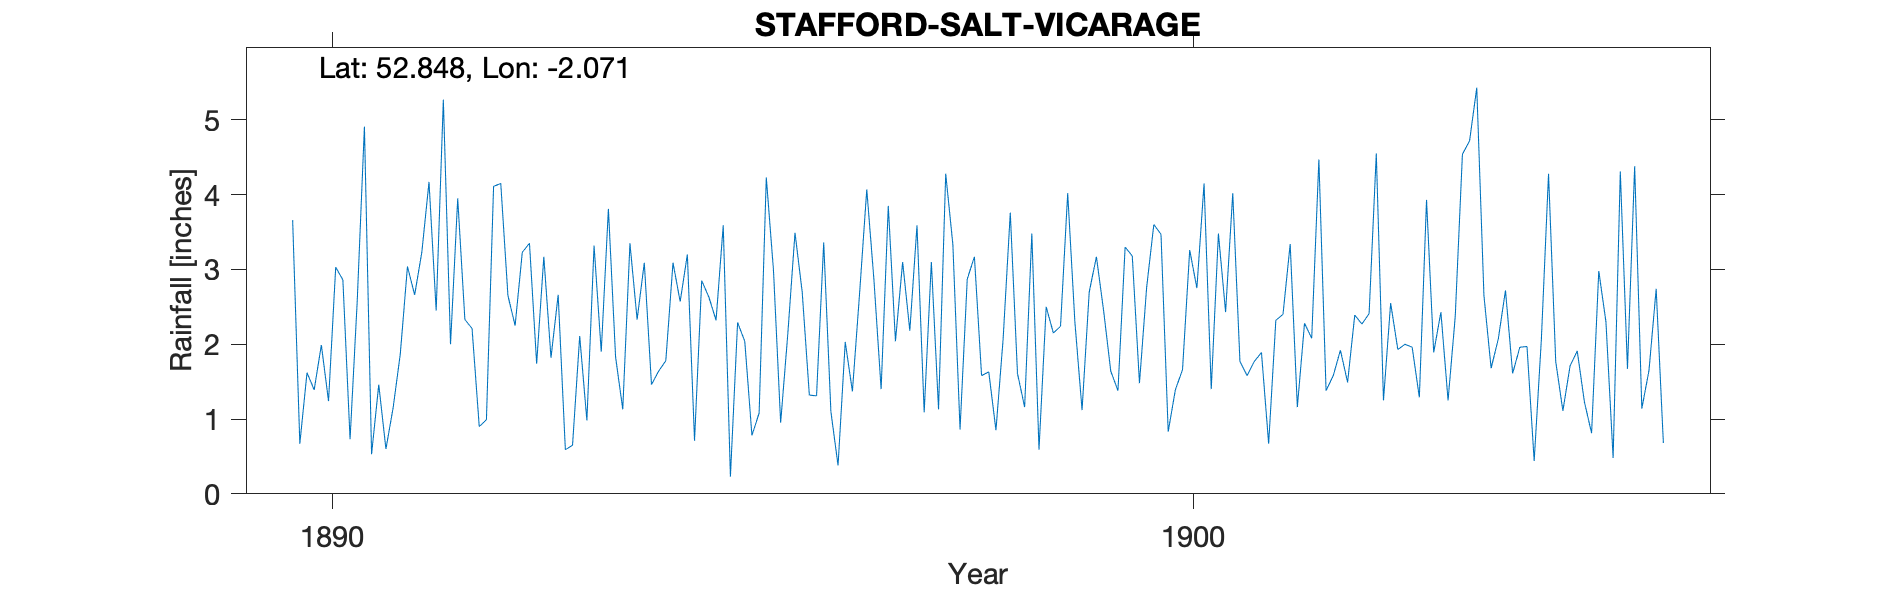 STAFFORD-SALT-VICARAGE
Lat: 52.848, Lon: -2.071
Rainfall [inches]
5
4
3
2
1
0
1890
1900
Year